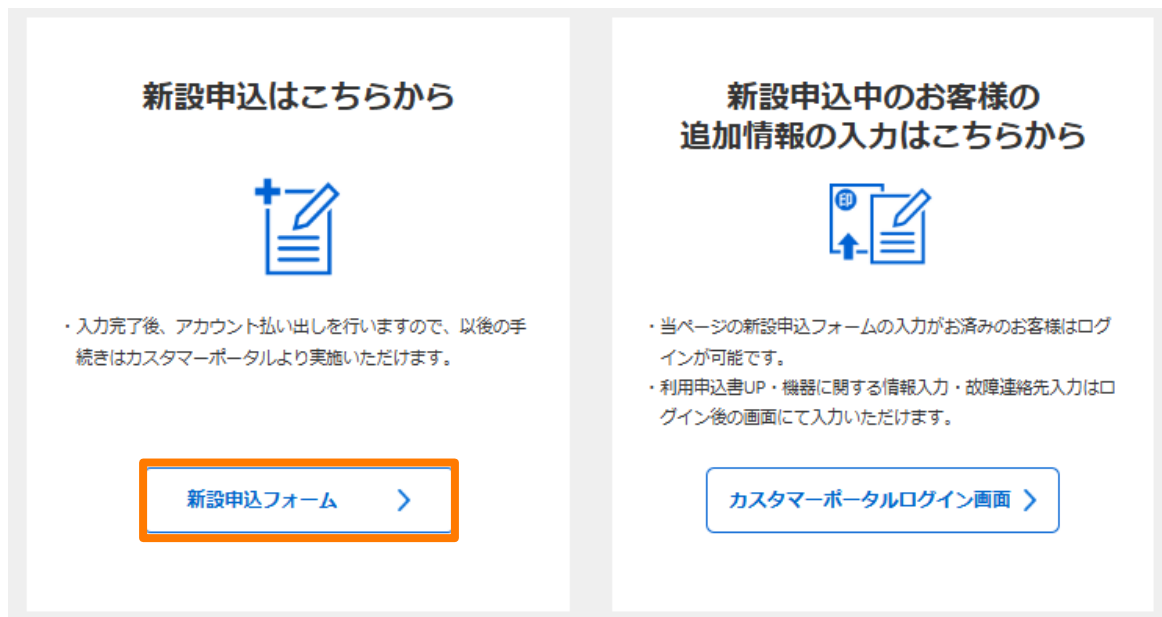 新設申込はこちらから
・入力完了後、アカウント払い出しを行いますので、以後の手
続きはカスタマーポータルより実施いただけます。
新設申込フォーム
新設申込中のお客様の
追加情報の入力はこちらから
印
・当ページの新設申込フォームの入力がお済みのお客様はログ
インが可能です。
・利用申込書UP・機器に関する情報入力・故障連絡先入力はロ
グイン後の画面にて入力いただけます。
カスタマーポータルログイン画面